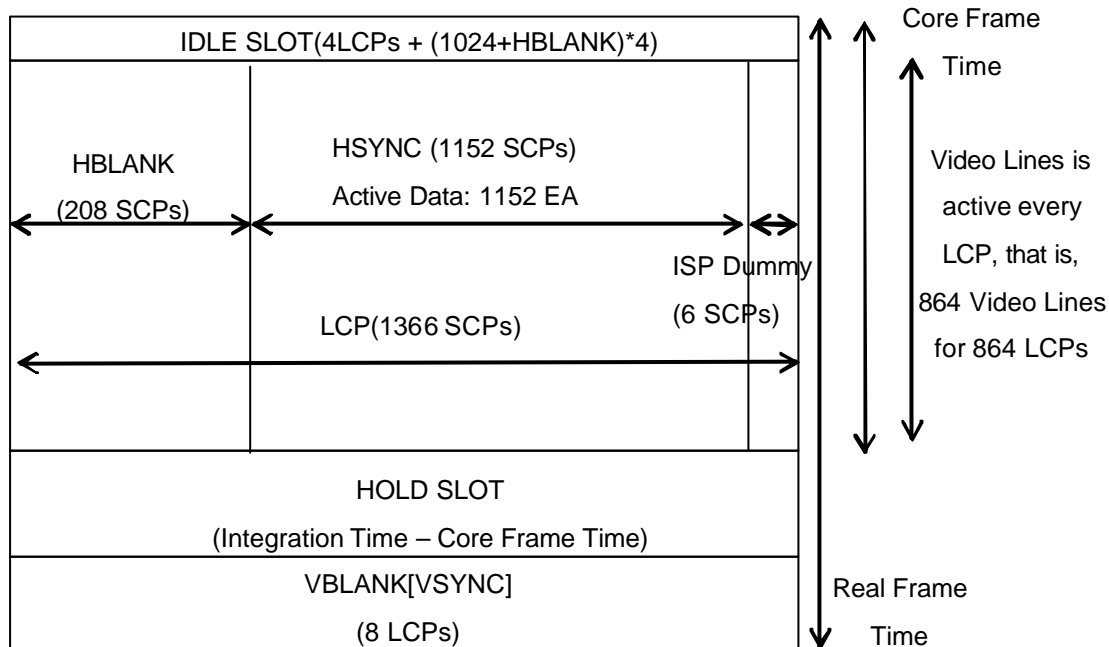 IDLE SLOT(4LCPs + (1024+HBLANK)*4)
Core Frame
Time
HBLANK
(208 SCPs)
HSYNC (1152 SCPs)
Active Data: 1152 EA
ISP Dummy
(6 SCPs)
LCP(1366 SCPs)
Video Lines is
active every
LCP, that is,
864 Video Lines
for 864 LCPs
HOLD SLOT
(Integration Time – Core Frame Time)
VBLANK[VSYNC]
(8 LCPs)
Real Frame
Time